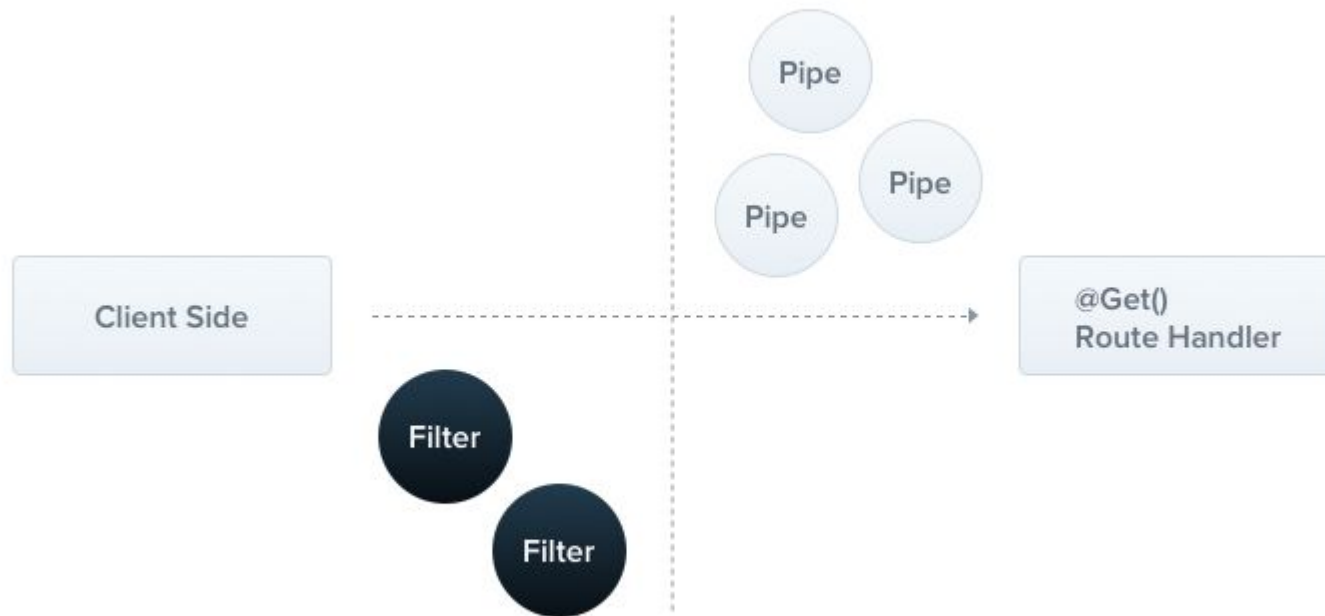 Pipe
Pipe
Pipe
Client Side
@Get()
Route Handler
Filter
Filter